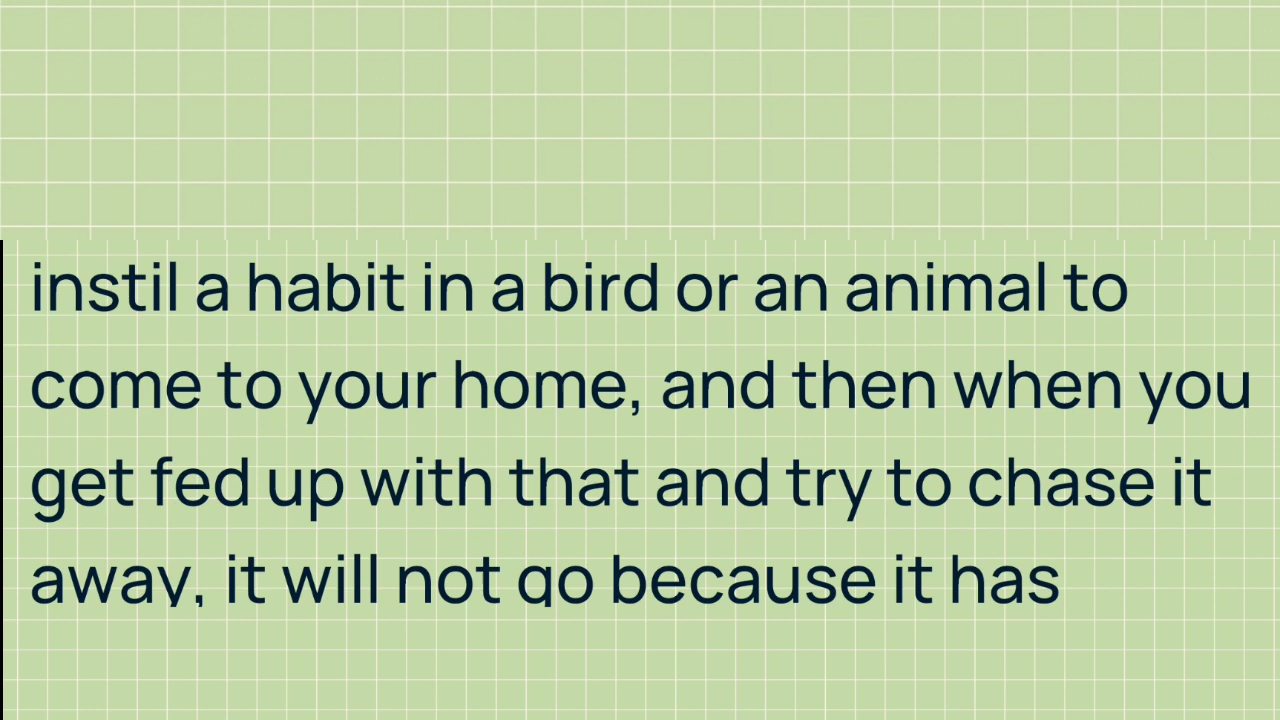 instil a habit in a bird or an animal to
come to your home, and then when you
get fed up with that and try to chase it
away, it will not go because it has